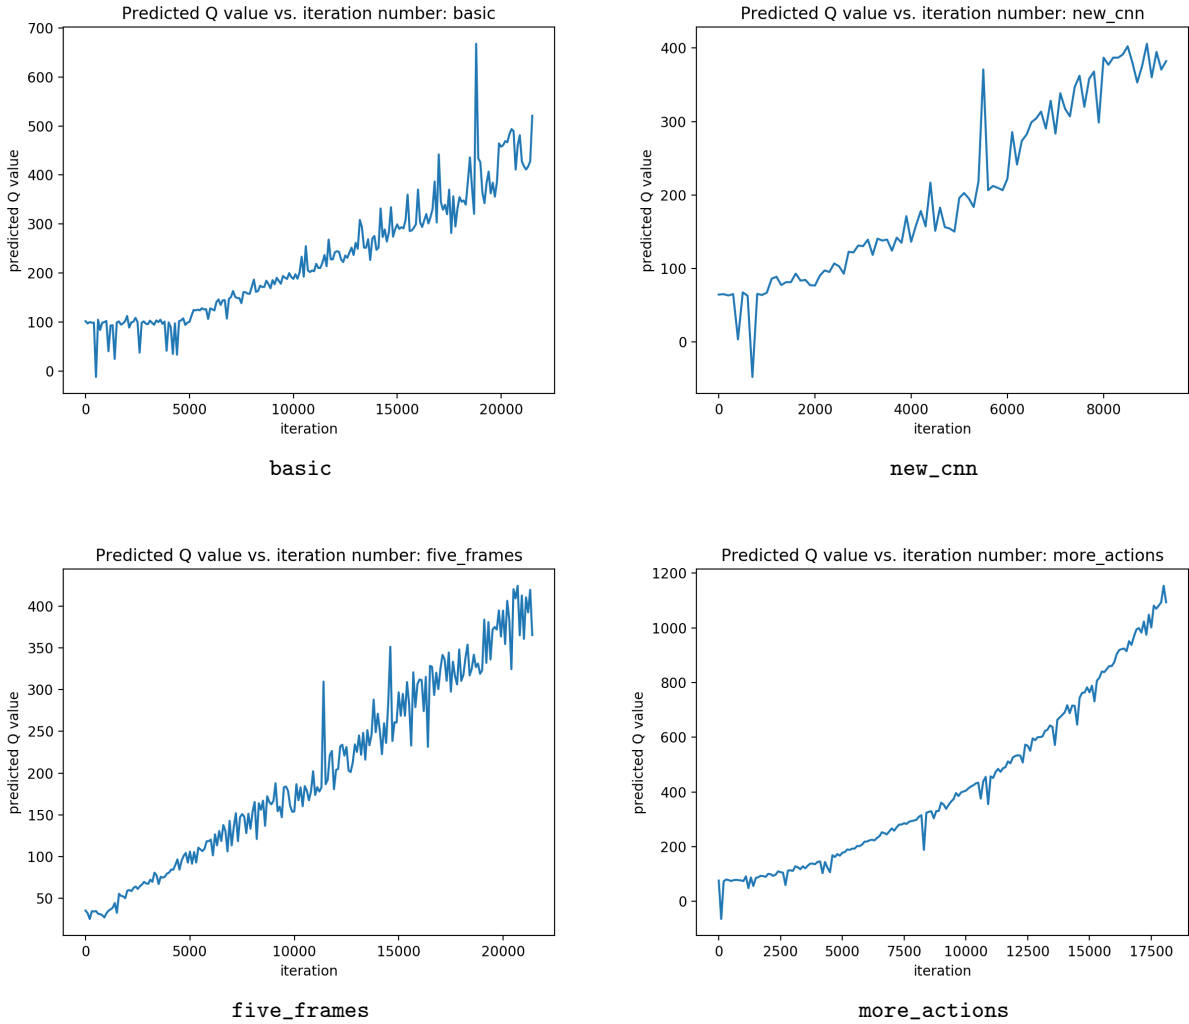 Predicted Q value vs. iteration number: basic
700
600
500
400
300
200
100
0
predicted Q value
0 5000 10000 15000 20000
iteration
basic
Predicted Q value vs. iteration number: new_cnn
400
300
200
100
0
predicted Q value
0 2000 4000 6000 8000
iteration
new_cnn
Predicted Q value vs. iteration number: five_frames
400
350
300
250
200
150
100
50
predicted Q value
0 5000 10000 15000 20000
iteration
five_frames
Predicted Q value vs. iteration number: more_actions
1200
1000
800
600
400
200
0
predicted Q value
0 2500 5000 7500 10000 12500 15000 17500
iteration
more_actions